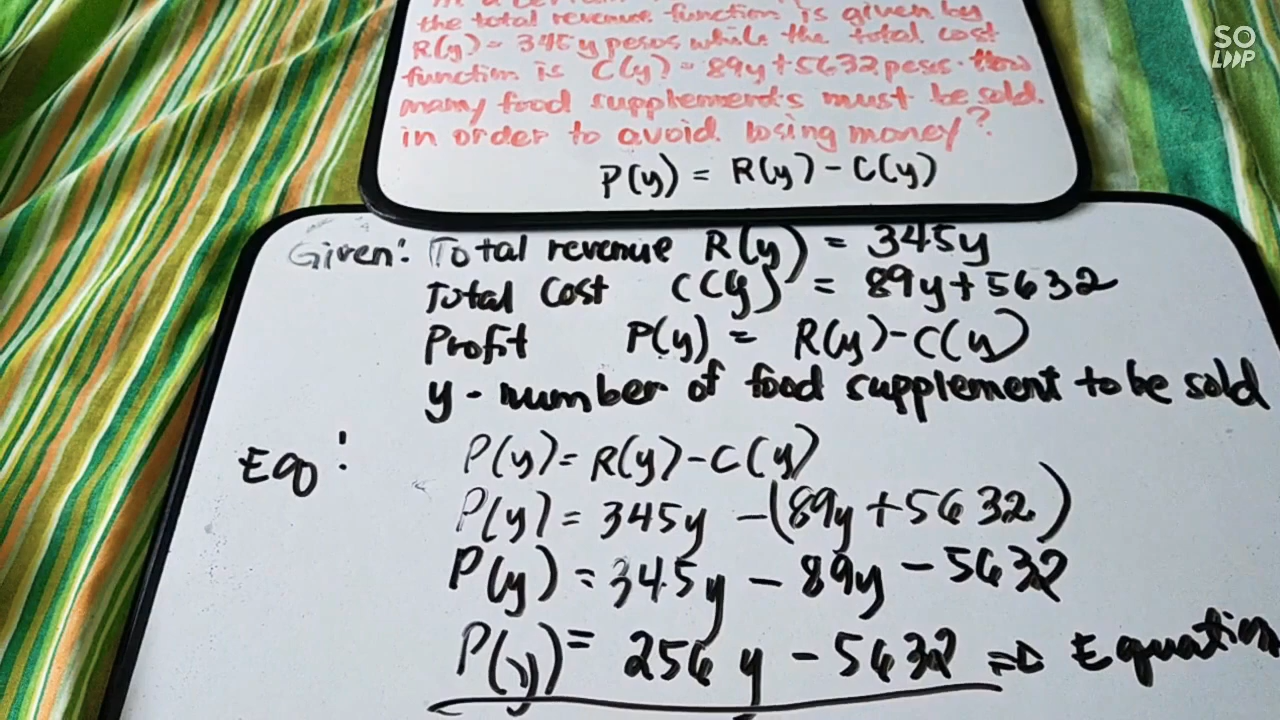 the total revenue function is given by
R(y) = 345y pesos while the total cost
function is C(y) = 89y+5632 pesos. How
many food supplements must be sold
in order to avoid losing money?
P(y) = R(y) - C(y)
Given: Total revenue R(y) = 345y
Total Cost C(y) = 89y+5632
Profit P(y) = R(y)-C(y)
y - number of food supplement to be sold
Eq: P(y) = R(y)-C(y)
P(y) = 345y -(89y+5632)
P(y) = 345y - 89y - 5632
P(y) = 256y - 5632 => Equation
SO
LOOP